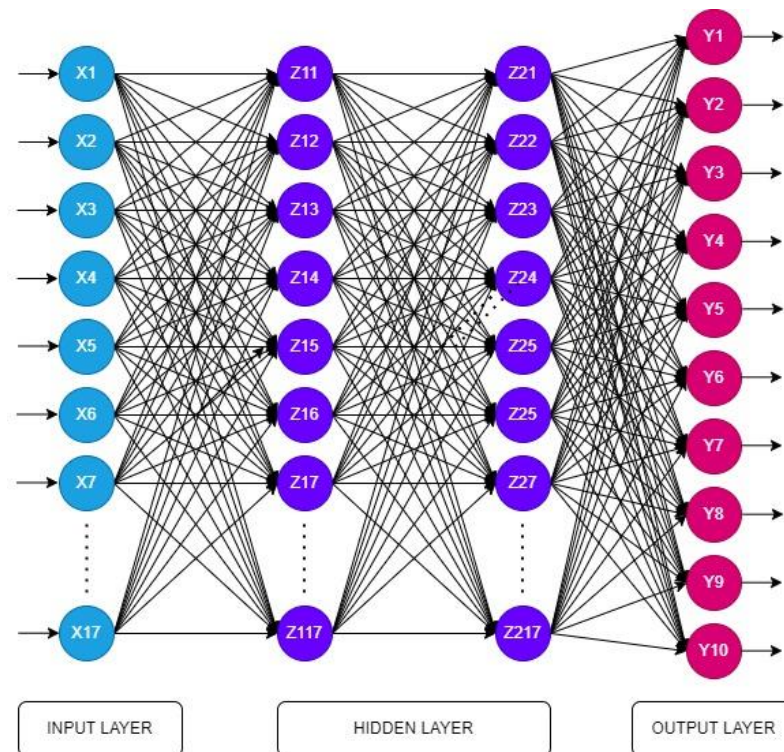 X1
X2
X3
X4
X5
X6
X7
X17
Z11
Z12
Z13
Z14
Z15
Z16
Z17
Z117
Z21
Z22
Z23
Z24
Z25
Z25
Z27
Z217
Y1
Y2
Y3
Y4
Y5
Y6
Y7
Y8
Y9
Y10
INPUT LAYER
HIDDEN LAYER
OUTPUT LAYER